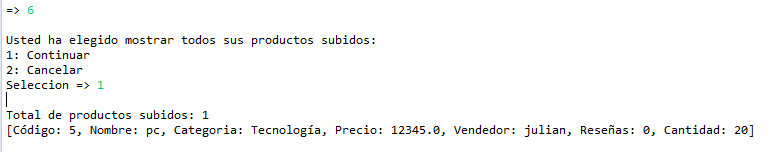 => 6
Usted ha elegido mostrar todos sus productos subidos:
1: Continuar
2: Cancelar
Seleccion => 1
Total de productos subidos: 1
[Código: 5, Nombre: pc, Categoria: Tecnología, Precio: 12345.0, Vendedor: julian, Reseñas: 0, Cantidad: 20]